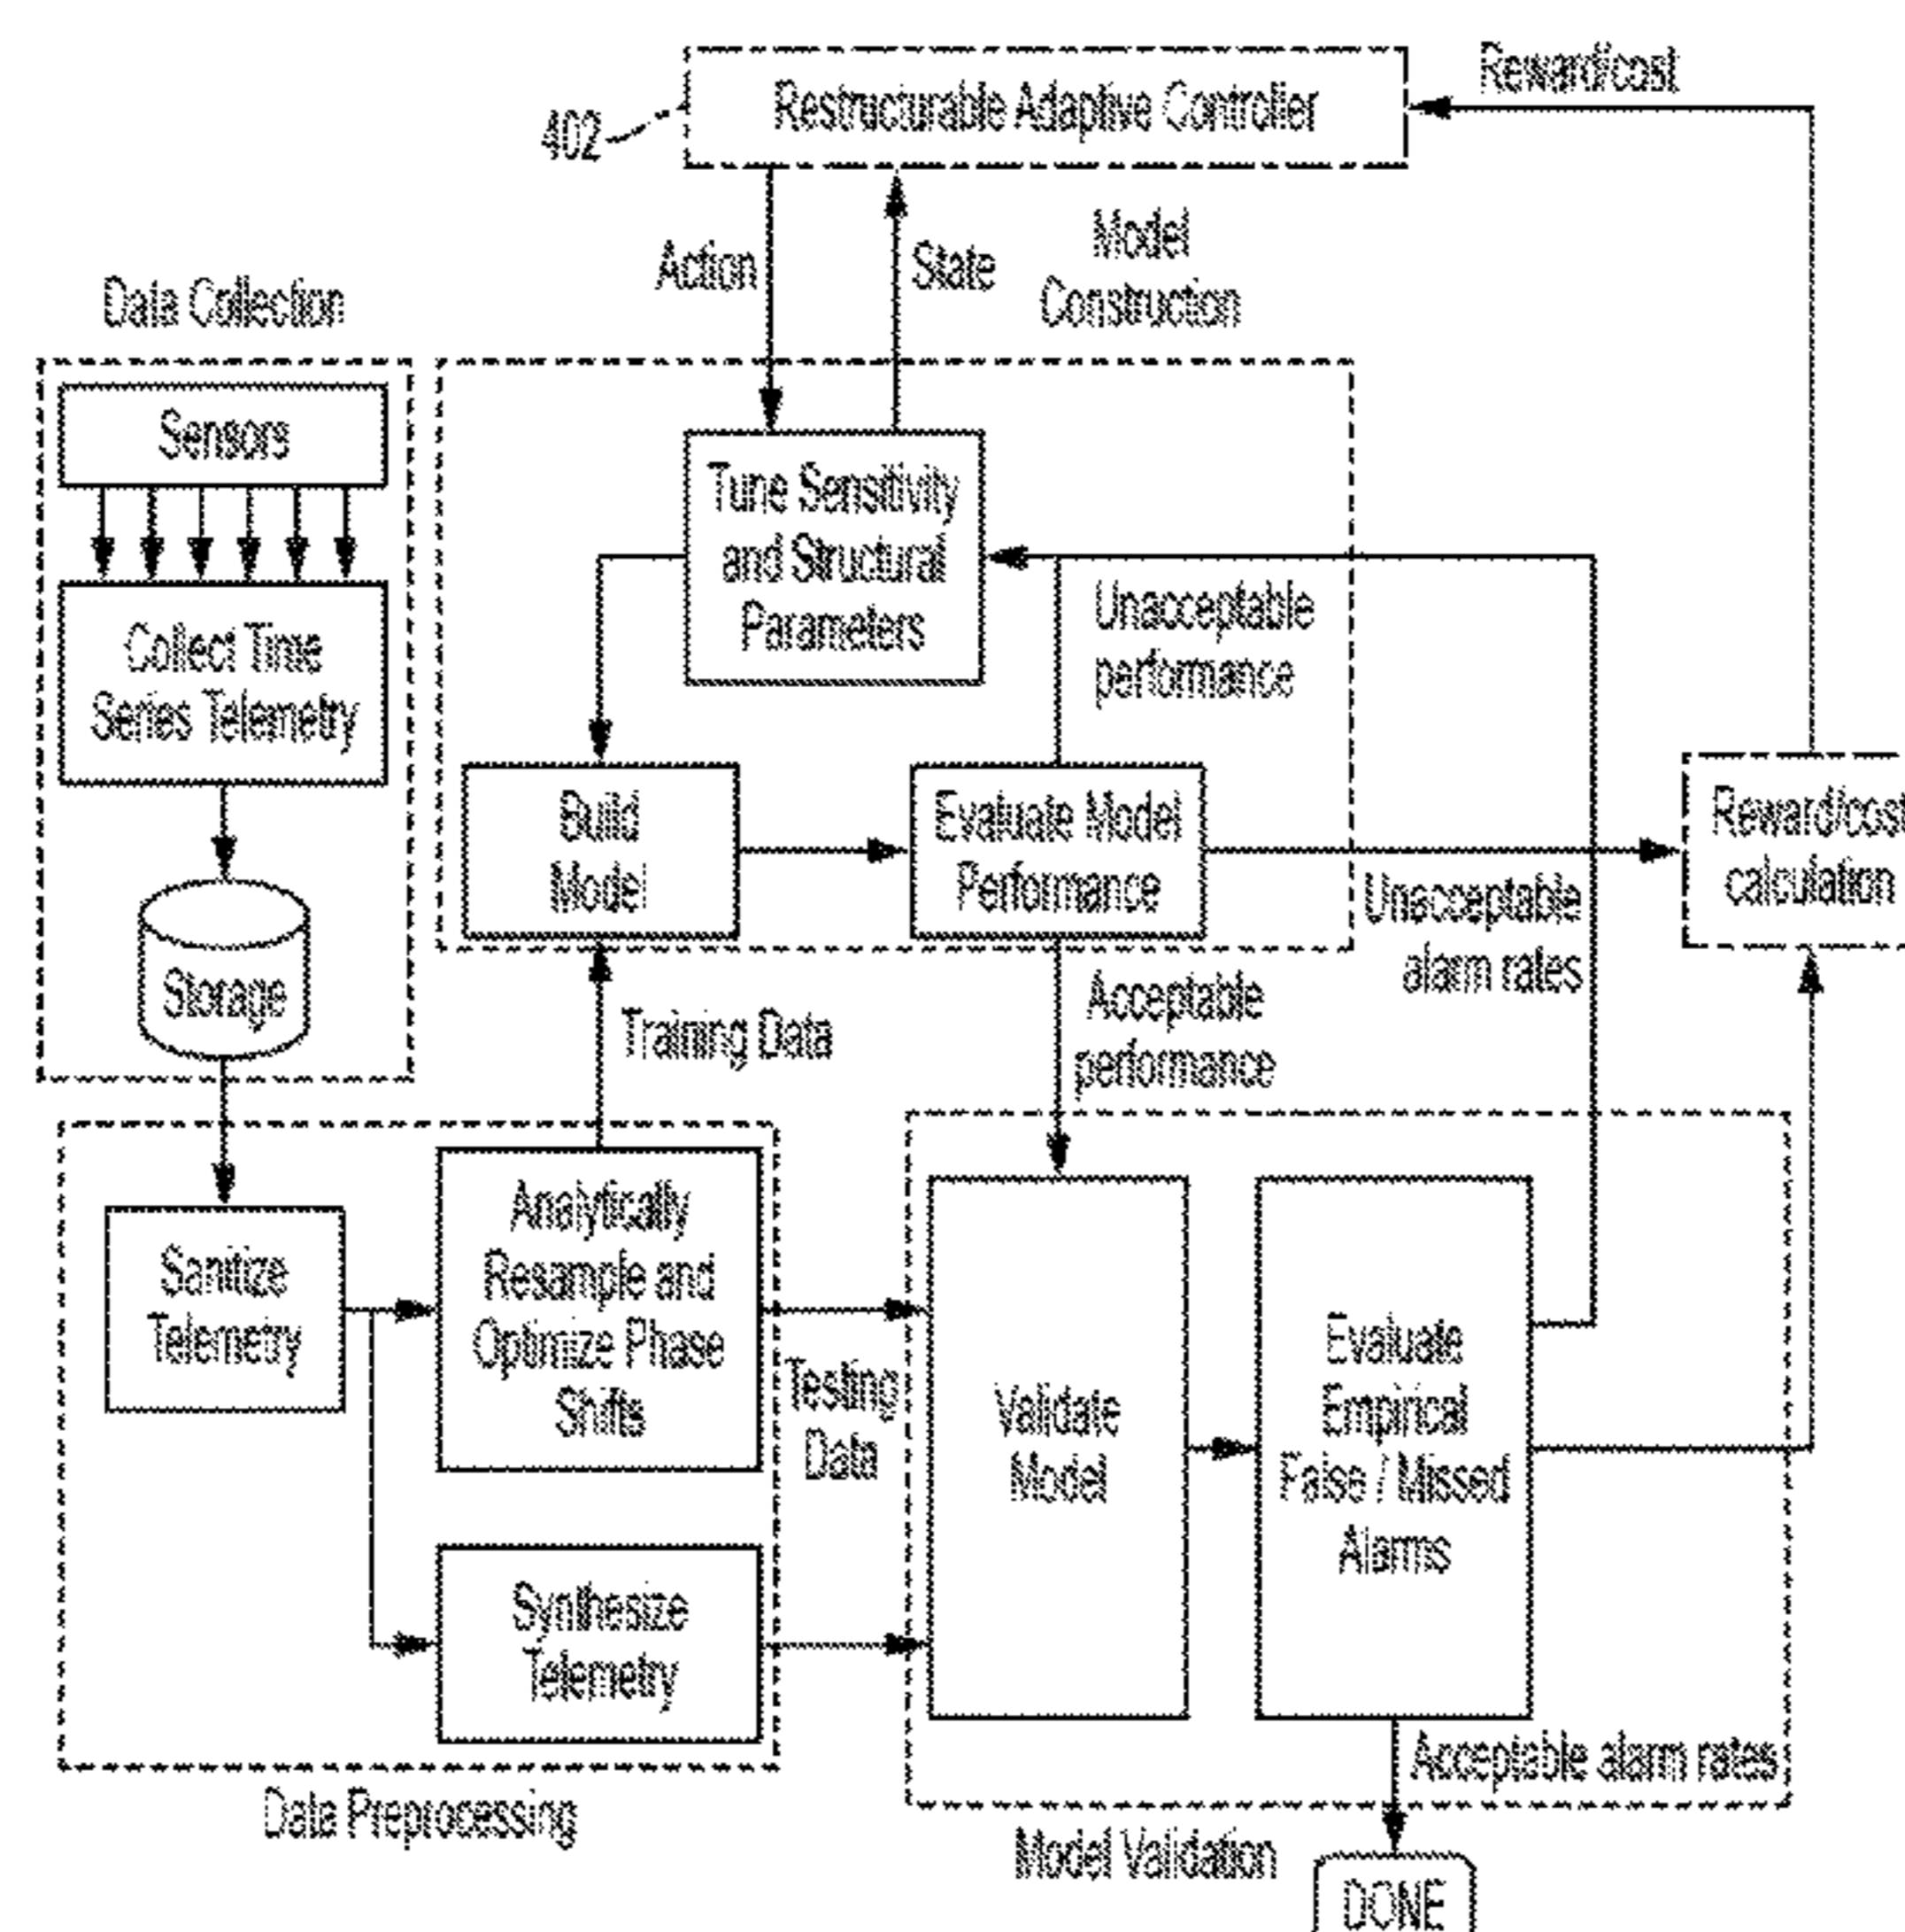 Restructurable Adaptive Controller
Reward/cost
402
Action
State
Model
Construction
Data Collection
Sensors
Collect Time
Series Telemetry
Storage
Tune Sensitivity
and Structural
Parameters
Unacceptable
performance
Build
Model
Evaluate Model
Performance
Reward/cost
calculation
Unacceptable
alarm rates
Training Data
Acceptable
performance
Sanitize
Telemetry
Analytically
Resample and
Optimize Phase
Shifts
Testing
Data
Synthesize
Telemetry
Data Preprocessing
Validate
Model
Evaluate
Empirical
False / Missed
Alarms
Acceptable alarm rates
Model Validation
DONE